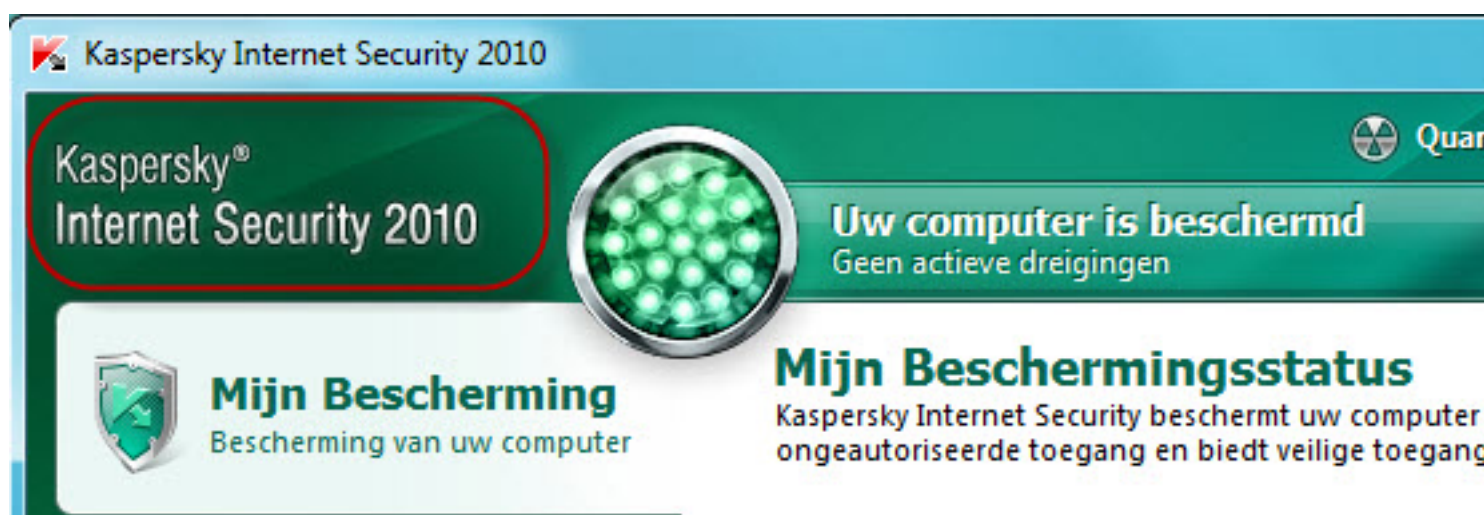 Kaspersky Internet Security 2010
Kaspersky®
Internet Security 2010
Uw computer is beschermd
Geen actieve dreigingen
Mijn Bescherming
Bescherming van uw computer
Mijn Beschermingsstatus
Kaspersky Internet Security beschermt uw computer
ongeautoriseerde toegang en biedt veilige toegang